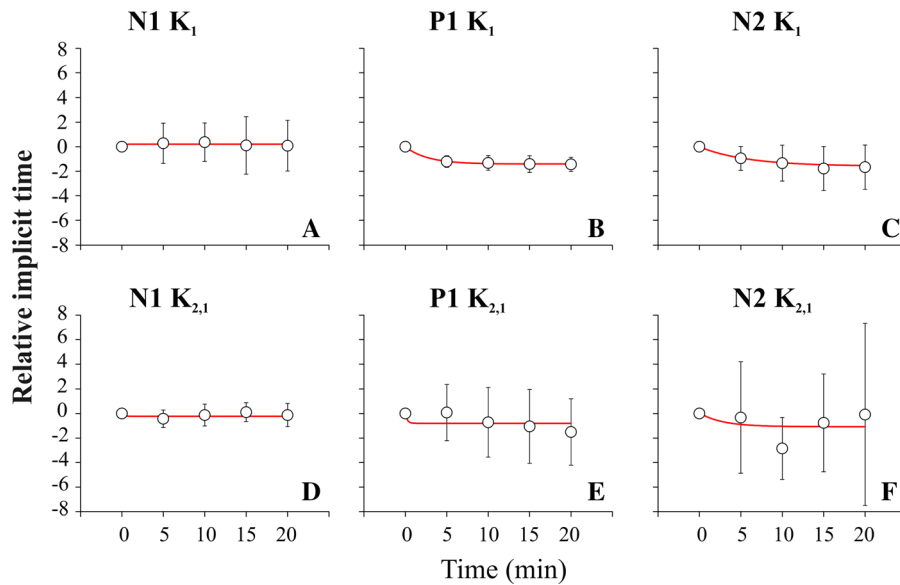 N1 K1 P1 K1 N2 K1
8
6
4
2
0
-2
-4
-6
-8
A B C
N1 K2,1 P1 K2,1 N2 K2,1
8
6
4
2
0
-2
-4
-6
-8
D E F
0 5 10 15 20 0 5 10 15 20 0 5 10 15 20
Relative implicit time
Time (min)